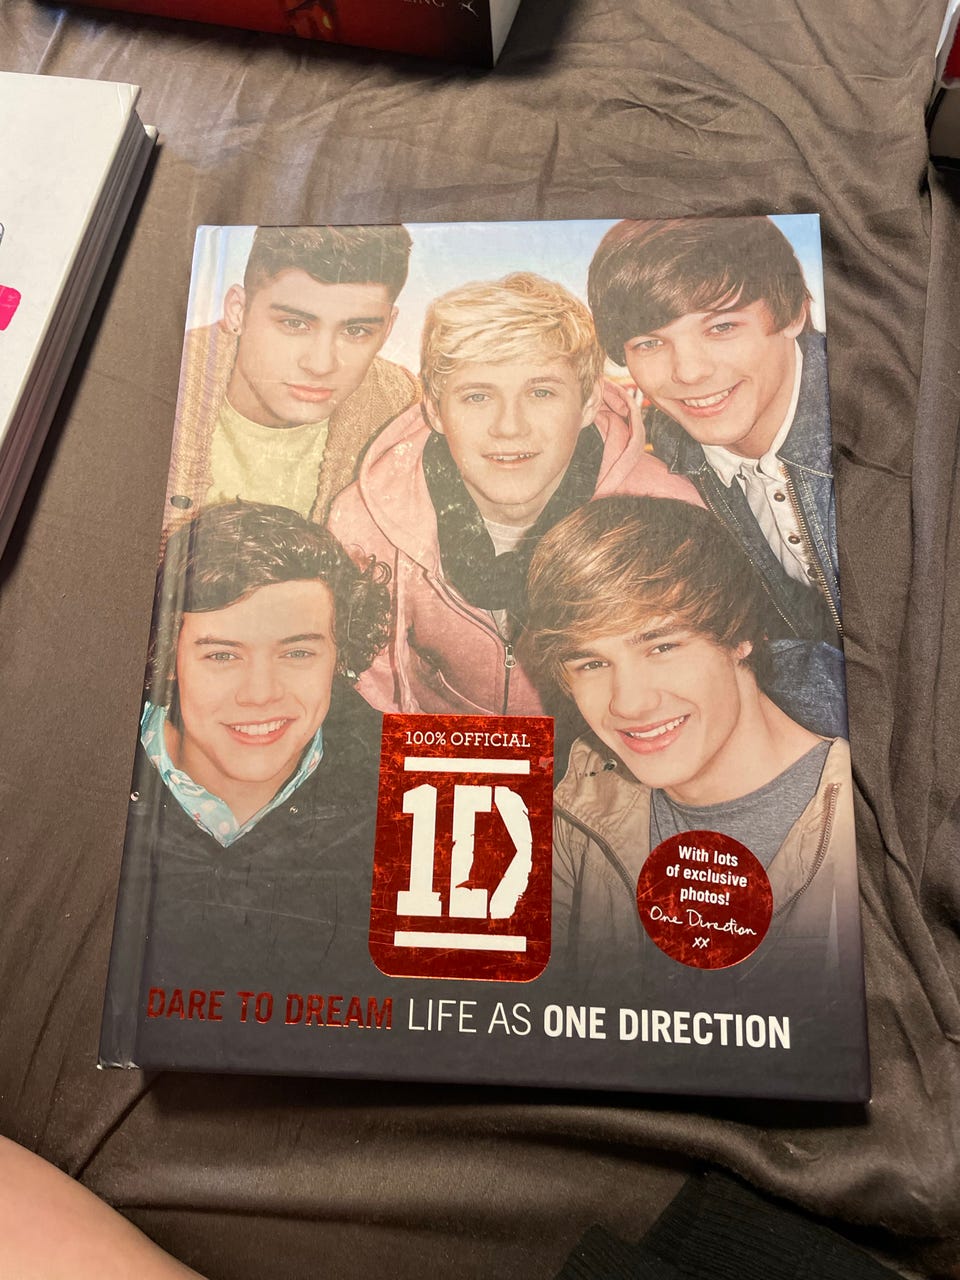 100% OFFICIAL
1D
With lots
of exclusive
photos!
One Direction
xx
DARE TO DREAM LIFE AS ONE DIRECTION